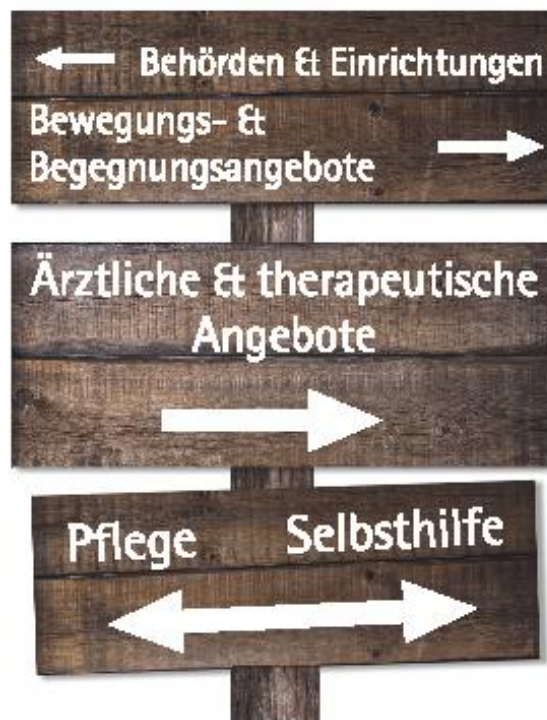 Behörden & Einrichtungen
Bewegungs- &
Begegnungsangebote
Ärztliche & therapeutische
Angebote
Pflege Selbsthilfe